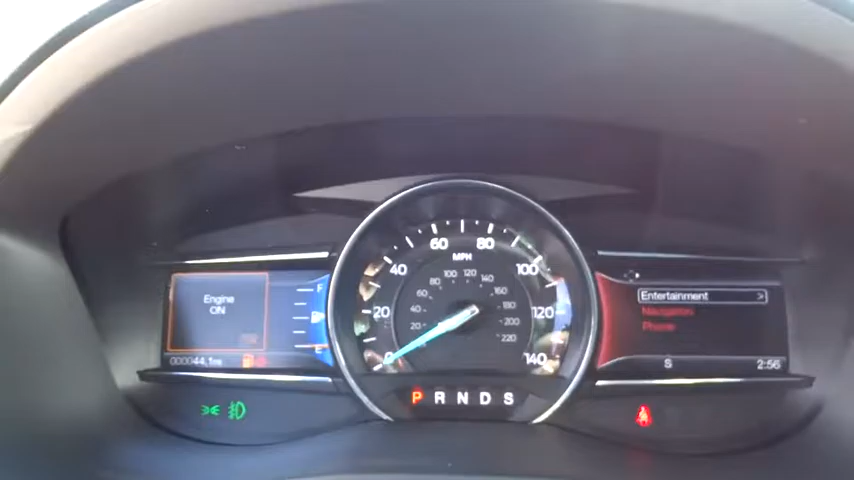 Engine
ON
F
E
000044.1mi
0
20
40
60
80
100
120
140
MPH
40
60
80
100
120
140
160
180
200
220
P R N D S
Entertainment >
Navigation
Phone
S
2:56